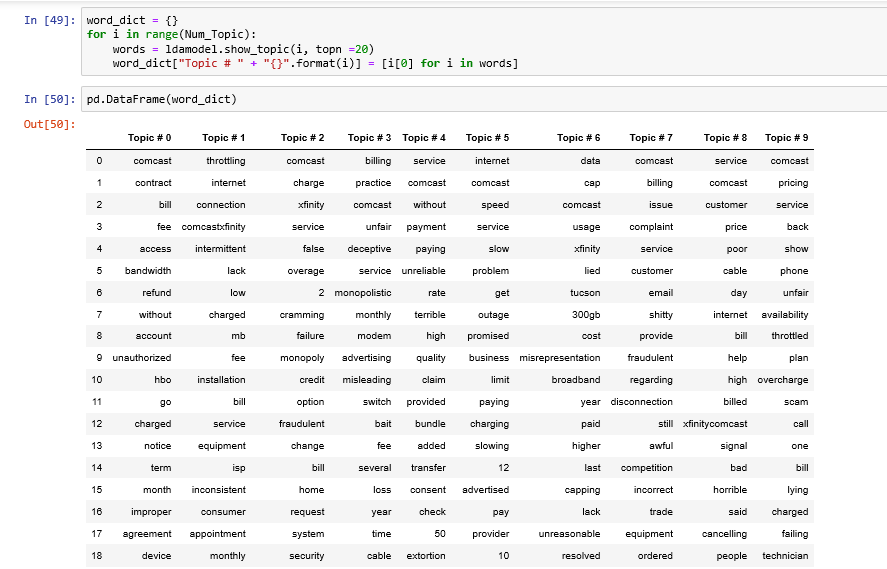 In [49]: word_dict = {}
for i in range(Num_Topic):
    words = ldamodel.show_topic(i, topn =20)
    word_dict["Topic # " + "{}".format(i)] = [i[0] for i in words]
In [50]: pd.DataFrame(word_dict)
Out[50]:
Topic # 0 Topic # 1 Topic # 2 Topic # 3 Topic # 4 Topic # 5 Topic # 6 Topic # 7 Topic # 8 Topic # 9
0 comcast throttling comcast billing service internet data comcast service comcast
1 contract internet charge practice comcast comcast cap billing comcast pricing
2 bill connection xfinity comcast without speed comcast issue customer service
3 fee comcastxfinity service unfair payment service usage complaint price back
4 access intermittent false deceptive paying slow xfinity service poor show
5 bandwidth lack overage service unreliable problem lied customer cable phone
6 refund low 2 monopolistic rate get tucson email day unfair
7 without charged cramming monthly terrible outage 300gb shitty internet availability
8 account mb failure modem high promised cost provide bill throttled
9 unauthorized fee monopoly advertising quality business misrepresentation fraudulent help plan
10 hbo installation credit misleading claim limit broadband regarding high overcharge
11 go bill option switch provided paying year disconnection billed scam
12 charged service fraudulent bait bundle charging paid still xfinitycomcast call
13 notice equipment change fee added slowing higher awful signal one
14 term isp bill several transfer 12 last competition bad bill
15 month inconsistent home loss consent advertised capping incorrect horrible lying
16 improper consumer request year check pay lack trade said charged
17 agreement appointment system time 50 provider unreasonable equipment cancelling failing
18 device monthly security cable extortion 10 resolved ordered people technician